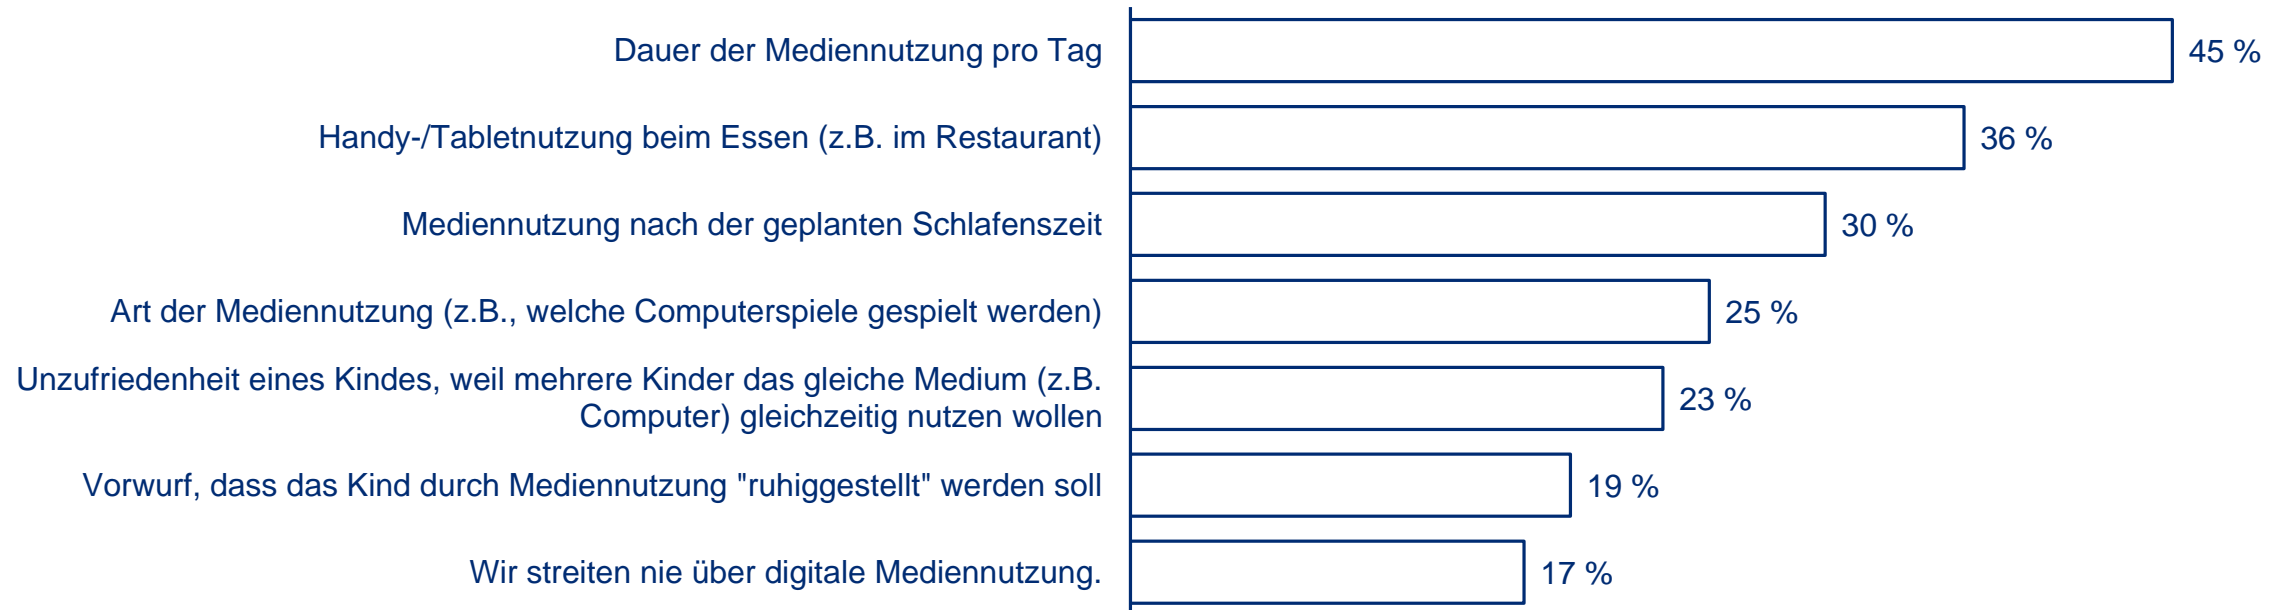 Dauer der Mediennutzung pro Tag 45 %
Handy-/Tabletnutzung beim Essen (z.B. im Restaurant) 36 %
Mediennutzung nach der geplanten Schlafenszeit 30 %
Art der Mediennutzung (z.B., welche Computerspiele gespielt werden) 25 %
Unzufriedenheit eines Kindes, weil mehrere Kinder das gleiche Medium (z.B.
Computer) gleichzeitig nutzen wollen 23 %
Vorwurf, dass das Kind durch Mediennutzung "ruhiggestellt" werden soll 19 %
Wir streiten nie über digitale Mediennutzung. 17 %